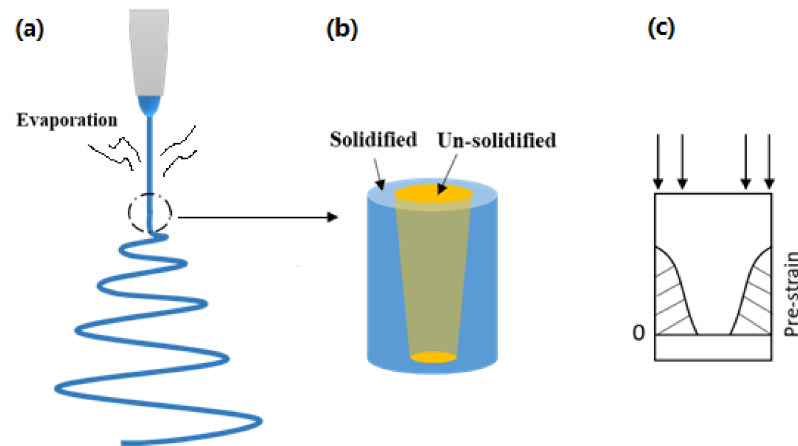 (a)
(b)
(c)
Evaporation
Solidified
Un-solidified
0
Pre-strain